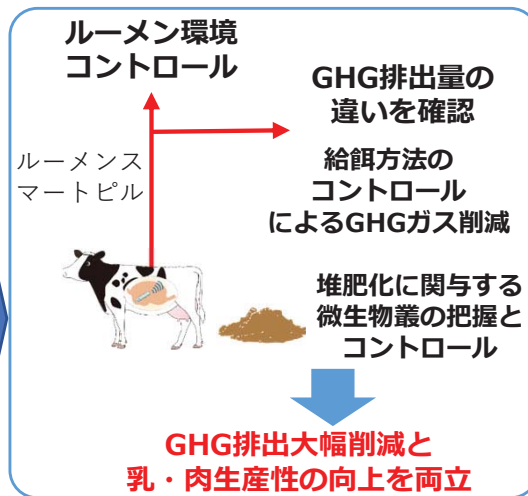 ルーメン環境
コントロール
GHG排出量の
違いを確認
ルーメンス
マートピル
給餌方法の
コントロール
によるGHGガス削減
堆肥化に関与する
微生物叢の把握と
コントロール
GHG排出大幅削減と
乳・肉生産性の向上を両立